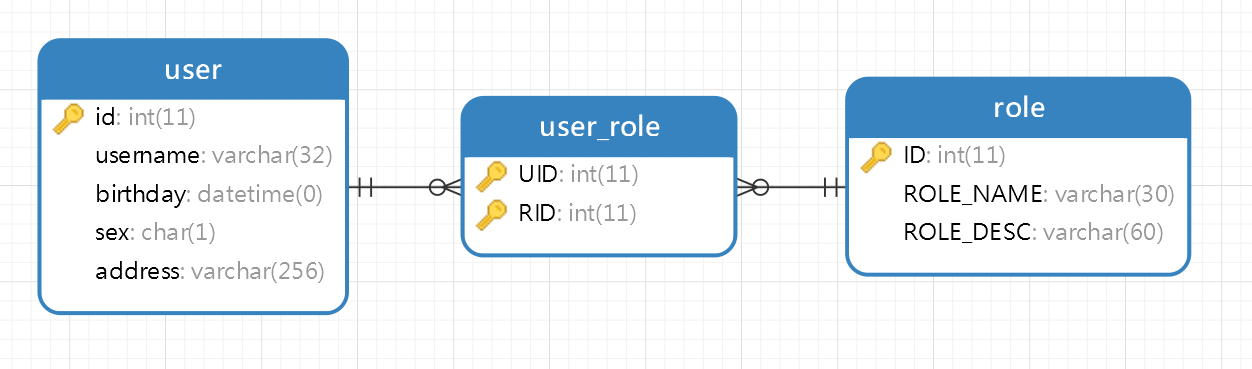 user
id: int(11)
username: varchar(32)
birthday: datetime(0)
sex: char(1)
address: varchar(256)
user_role
UID: int(11)
RID: int(11)
role
ID: int(11)
ROLE_NAME: varchar(30)
ROLE_DESC: varchar(60)